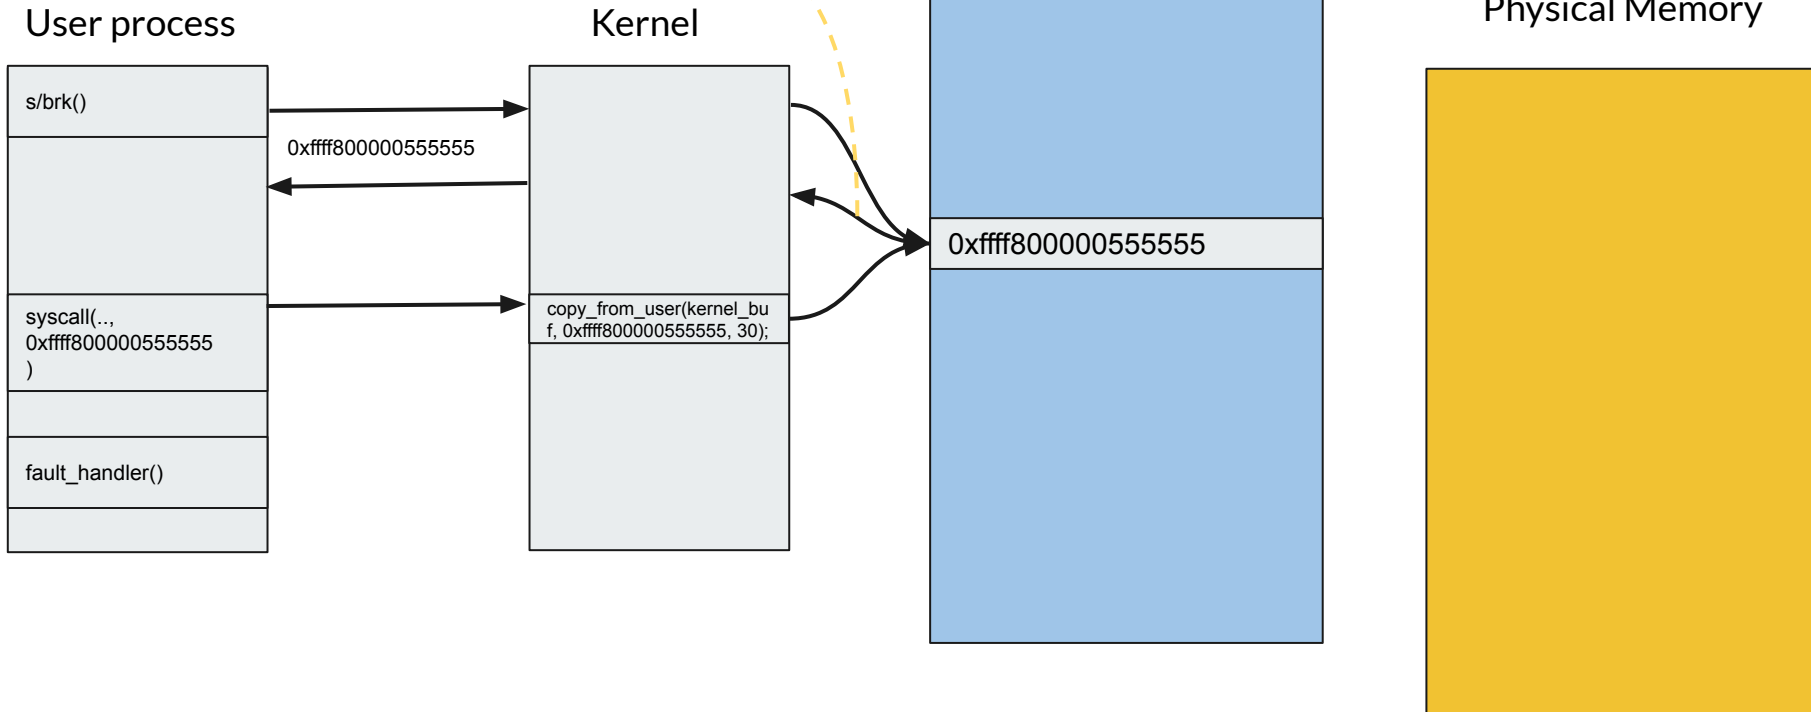 User process
Kernel
Physical Memory
s/brk()
0xffff800000555555
0xffff800000555555
syscall(..,
0xffff800000555555
)
copy_from_user(kernel_bu
f, 0xffff800000555555, 30);
fault_handler()